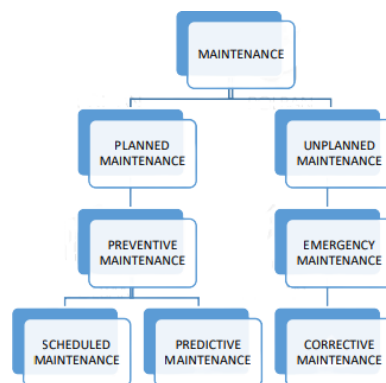 MAINTENANCE
PLANNED
MAINTENANCE
UNPLANNED
MAINTENANCE
PREVENTIVE
MAINTENANCE
EMERGENCY
MAINTENANCE
SCHEDULED
MAINTENANCE
PREDICTIVE
MAINTENANCE
CORRECTIVE
MAINTENANCE